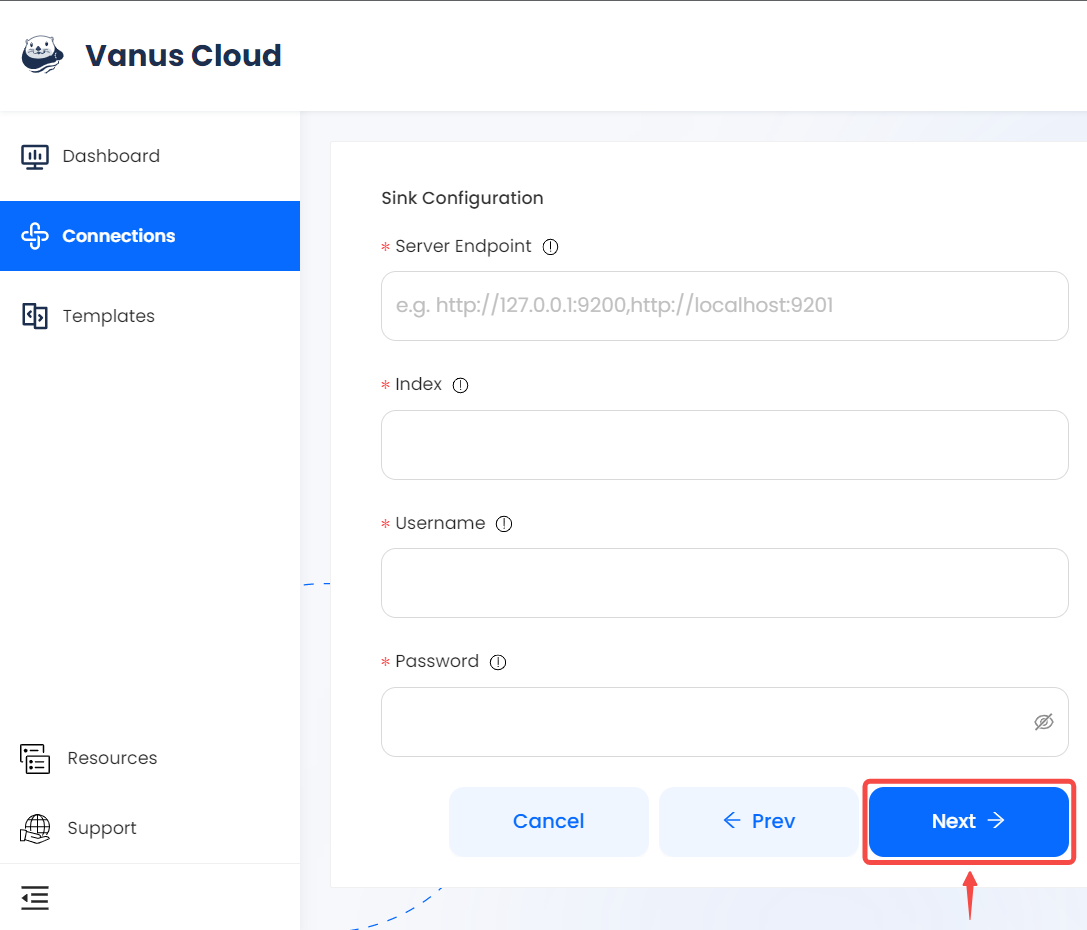 Vanus Cloud
Dashboard
Connections
Templates
Resources
Support
Sink Configuration
* Server Endpoint
e.g. http://127.0.0.1:9200,http://localhost:9201
* Index
* Username
* Password
Cancel
← Prev
Next →